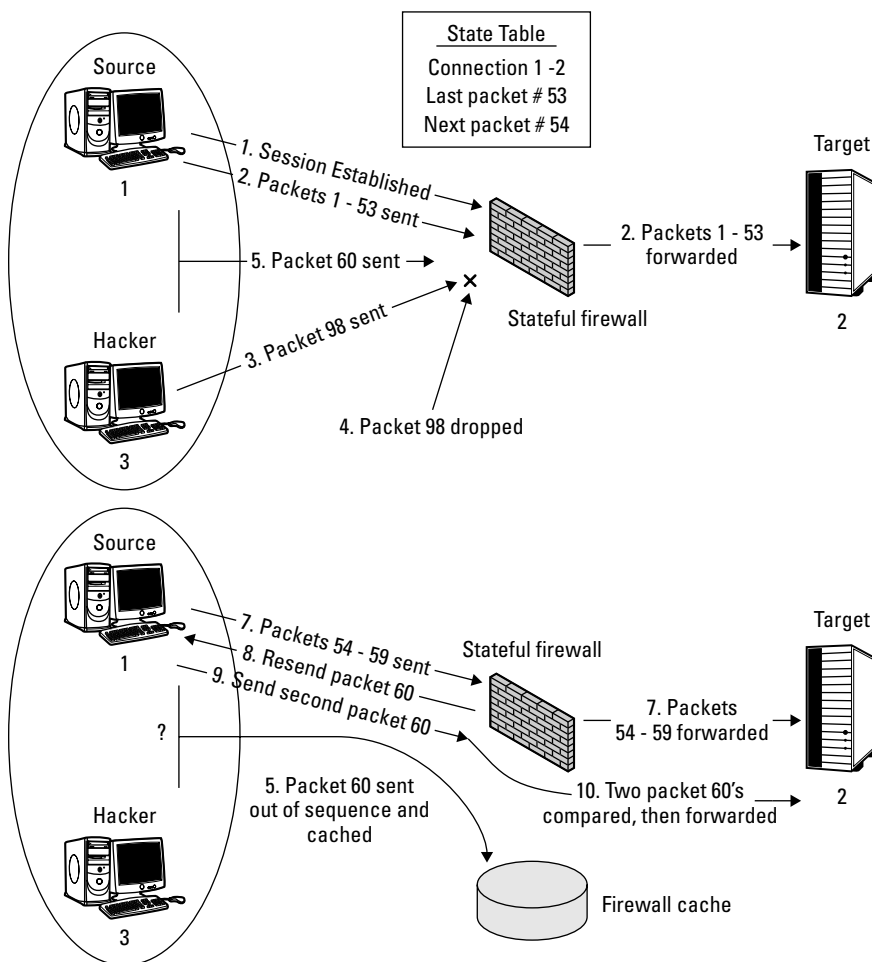 State Table
Connection 1 -2
Last packet # 53
Next packet # 54
Source
1
1. Session Established
2. Packets 1 - 53 sent
5. Packet 60 sent
3. Packet 98 sent
Hacker
3
4. Packet 98 dropped
Stateful firewall
2. Packets 1 - 53
forwarded
Target
2
Source
1
7. Packets 54 - 59 sent
8. Resend packet 60
9. Send second packet 60
?
5. Packet 60 sent
out of sequence and
cached
Hacker
3
Stateful firewall
7. Packets
54 - 59 forwarded
10. Two packet 60's
compared, then forwarded
Target
2
Firewall cache